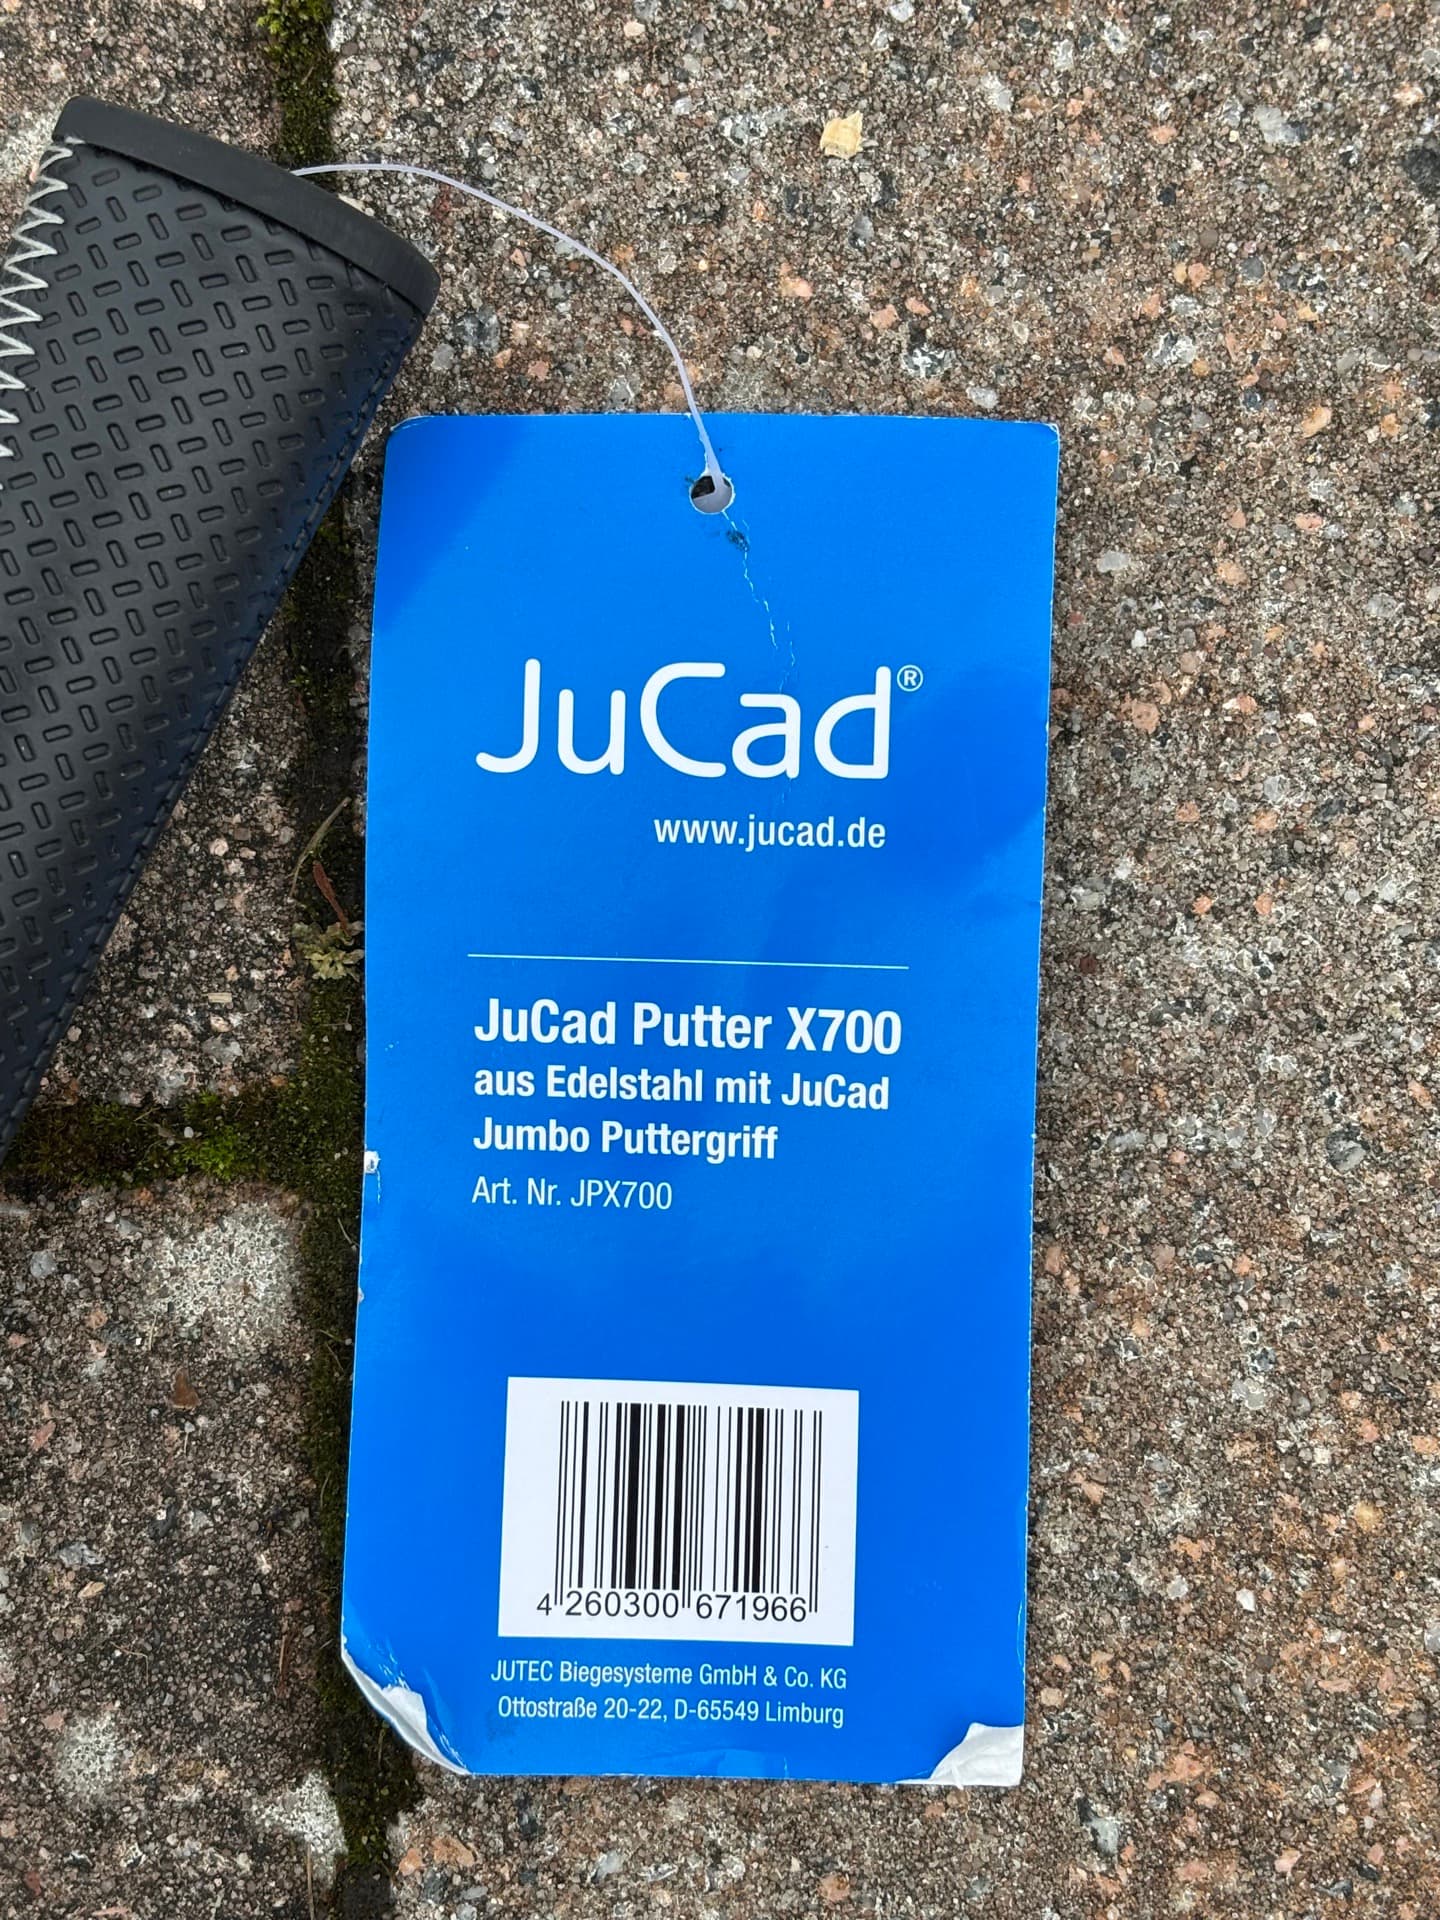 JuCad®
www.jucad.de
JuCad Putter X700
aus Edelstahl mit JuCad
Jumbo Puttergriff
Art. Nr. JPX700
4 260300 671966
JUTEC Biegesysteme GmbH & Co. KG
Ottostraße 20-22, D-65549 Limburg